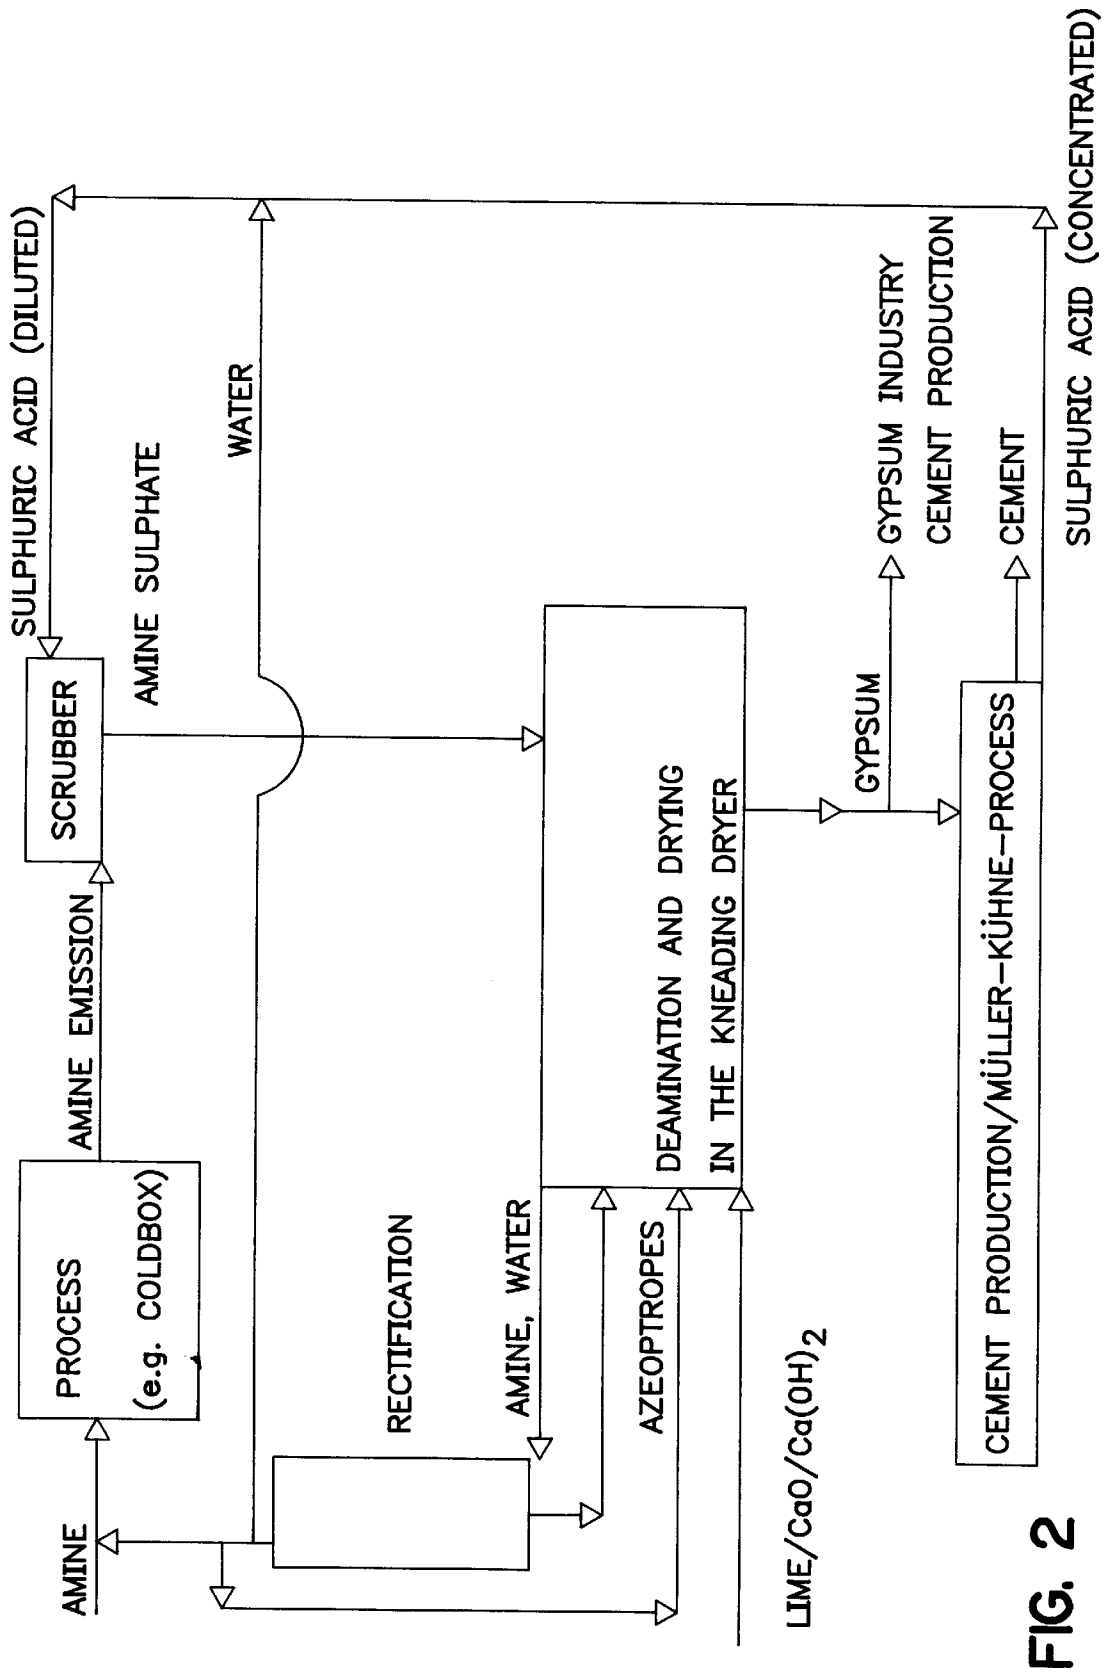 SULPHURIC ACID (DILUTED)
AMINE
PROCESS
(e.g. COLDBOX)
AMINE EMISSION
SCRUBBER
AMINE SULPHATE
WATER
RECTIFICATION
AMINE, WATER
AZEOPTROPES
DEAMINATION AND DRYING
IN THE KNEADING DRYER
LIME/CaO/Ca(OH)2
GYPSUM
GYPSUM INDUSTRY
CEMENT PRODUCTION
CEMENT PRODUCTION/MÜLLER–KÜHNE–PROCESS
CEMENT
SULPHURIC ACID (CONCENTRATED)
FIG. 2